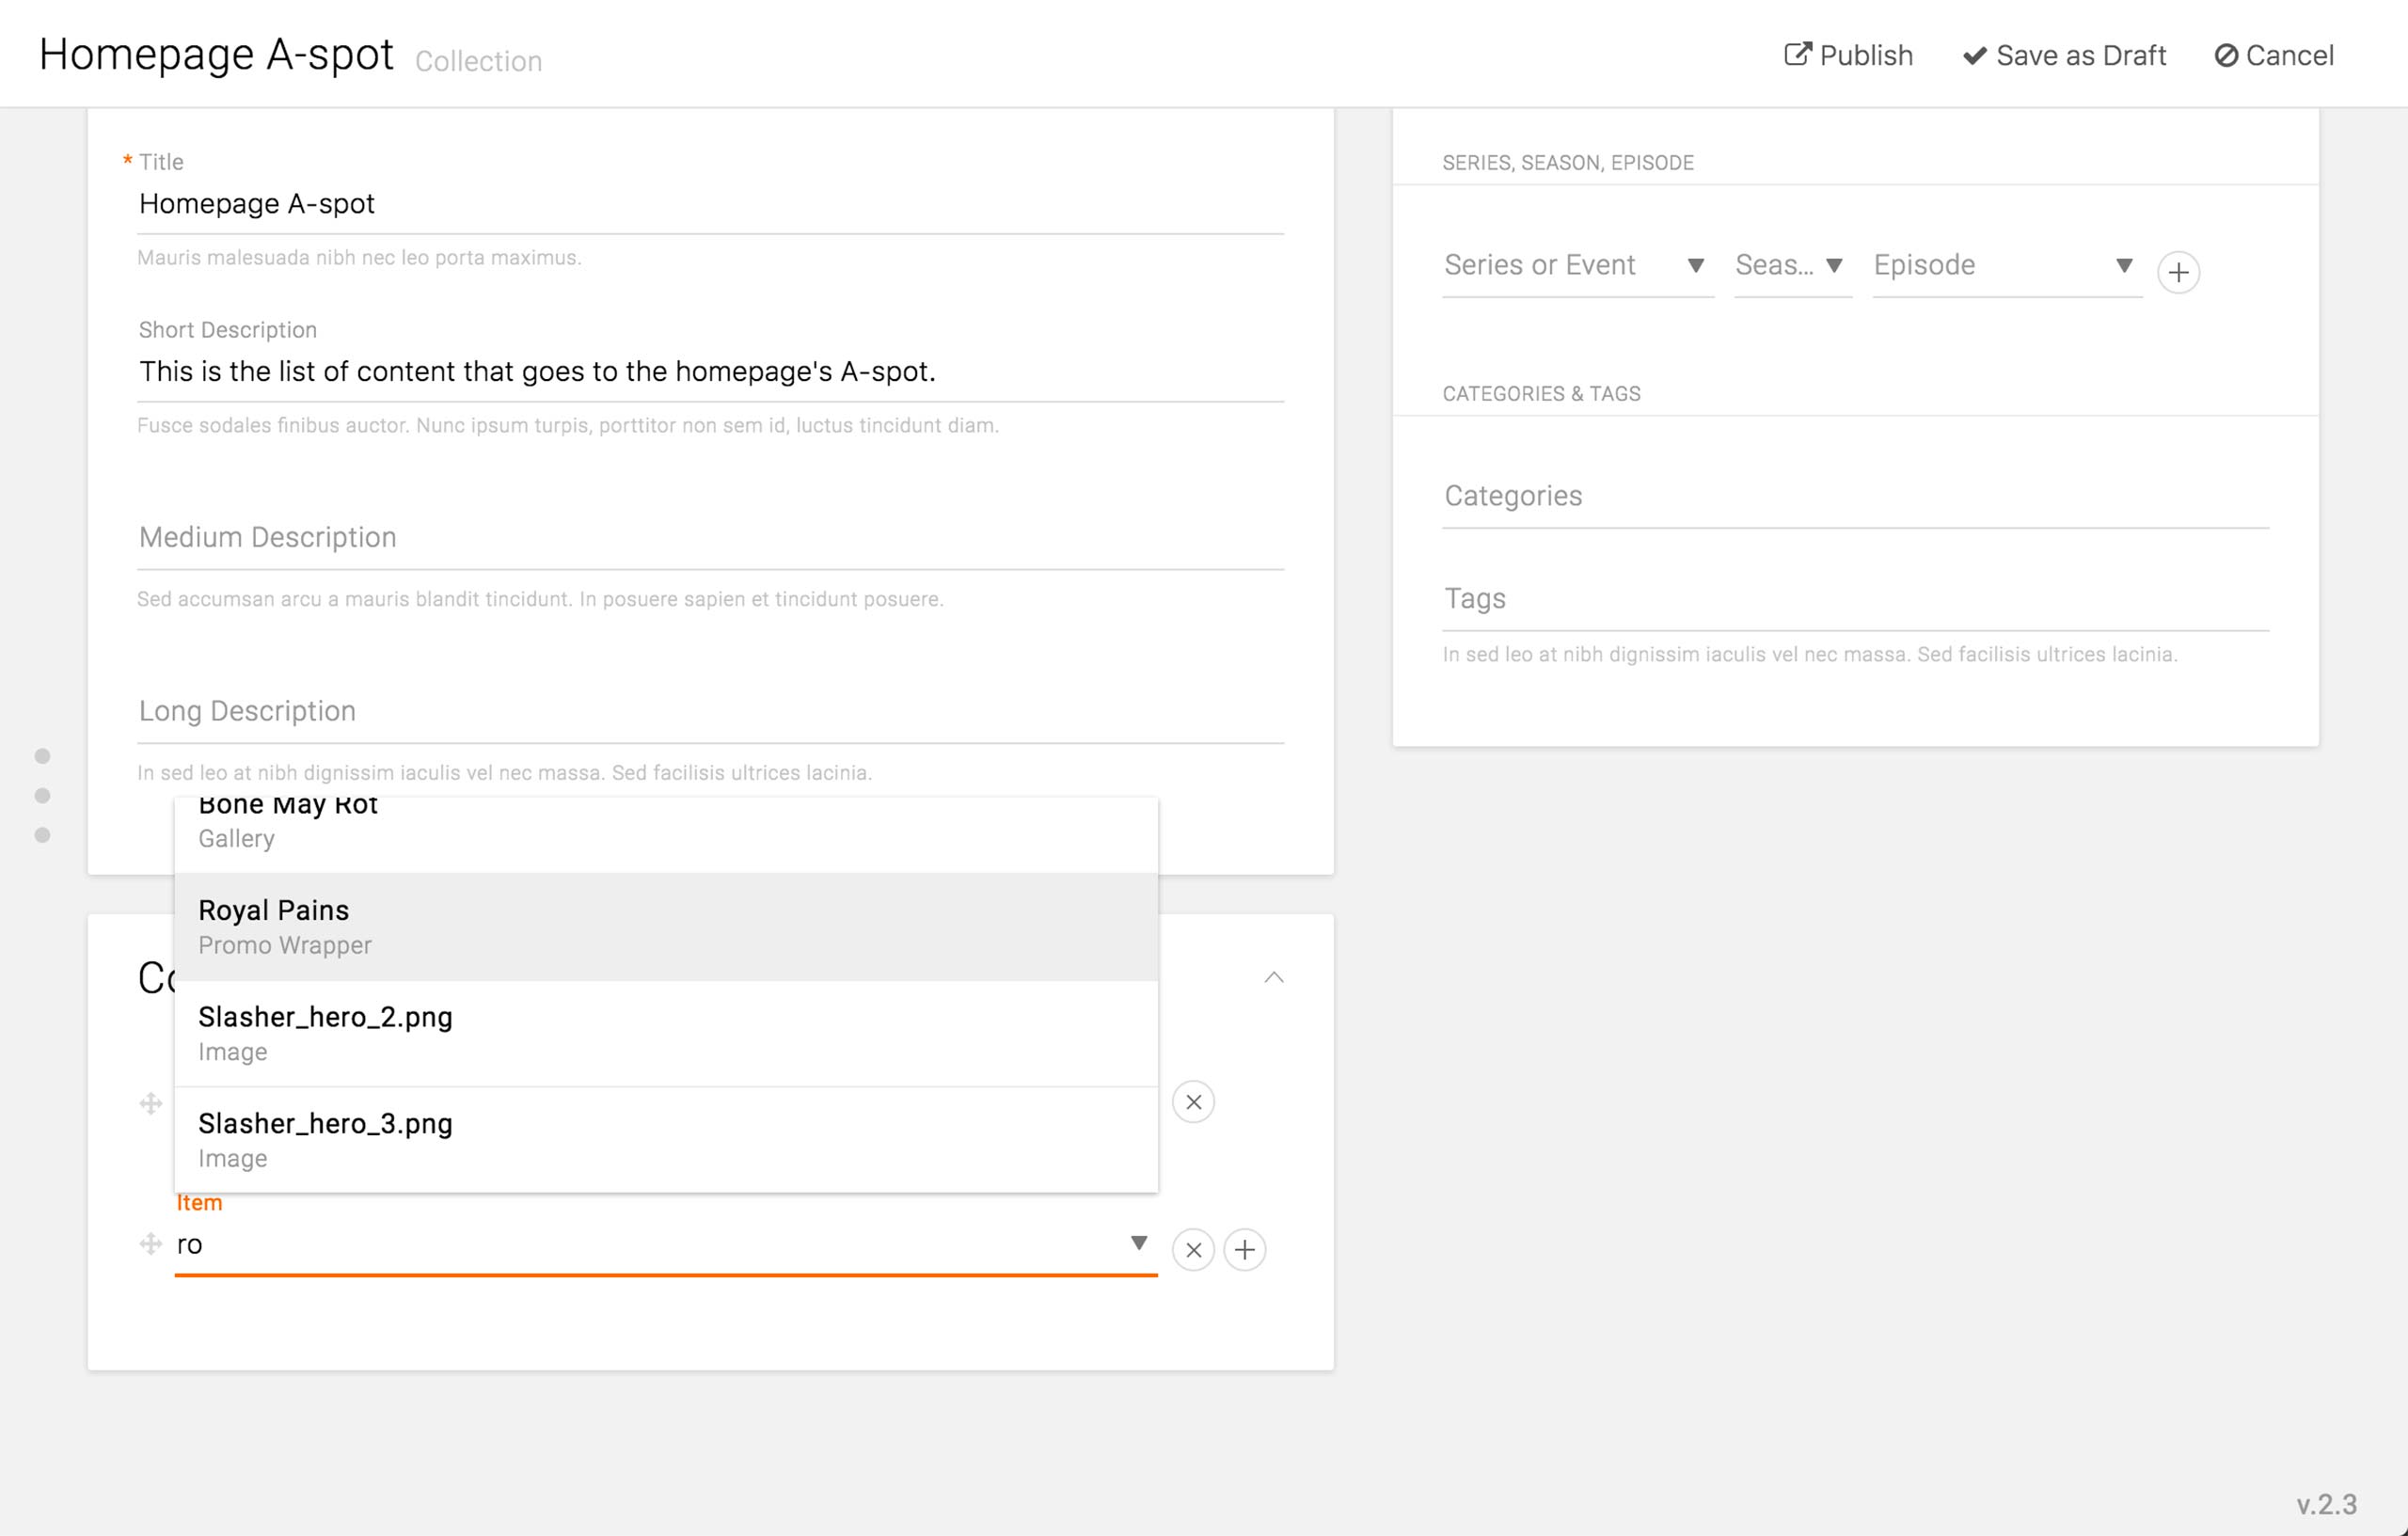 Homepage A-spot Collection
Publish Save as Draft Cancel
* Title
Homepage A-spot
Mauris malesuada nibh nec leo porta maximus.
Short Description
This is the list of content that goes to the homepage's A-spot.
Fusce sodales finibus auctor. Nunc ipsum turpis, porttitor non sem id, luctus tincidunt diam.
Medium Description
Sed accumsan arcu a mauris blandit tincidunt. In posuere sapien et tincidunt posuere.
Long Description
In sed leo at nibh dignissim iaculis vel nec massa. Sed facilisis ultrices lacinia.
Bone May Rot
Gallery
Royal Pains
Promo Wrapper
Slasher_hero_2.png
Image
Slasher_hero_3.png
Image
Item
ro
SERIES, SEASON, EPISODE
Series or Event Seas... Episode
CATEGORIES & TAGS
Categories
Tags
In sed leo at nibh dignissim iaculis vel nec massa. Sed facilisis ultrices lacinia.
v.2.3